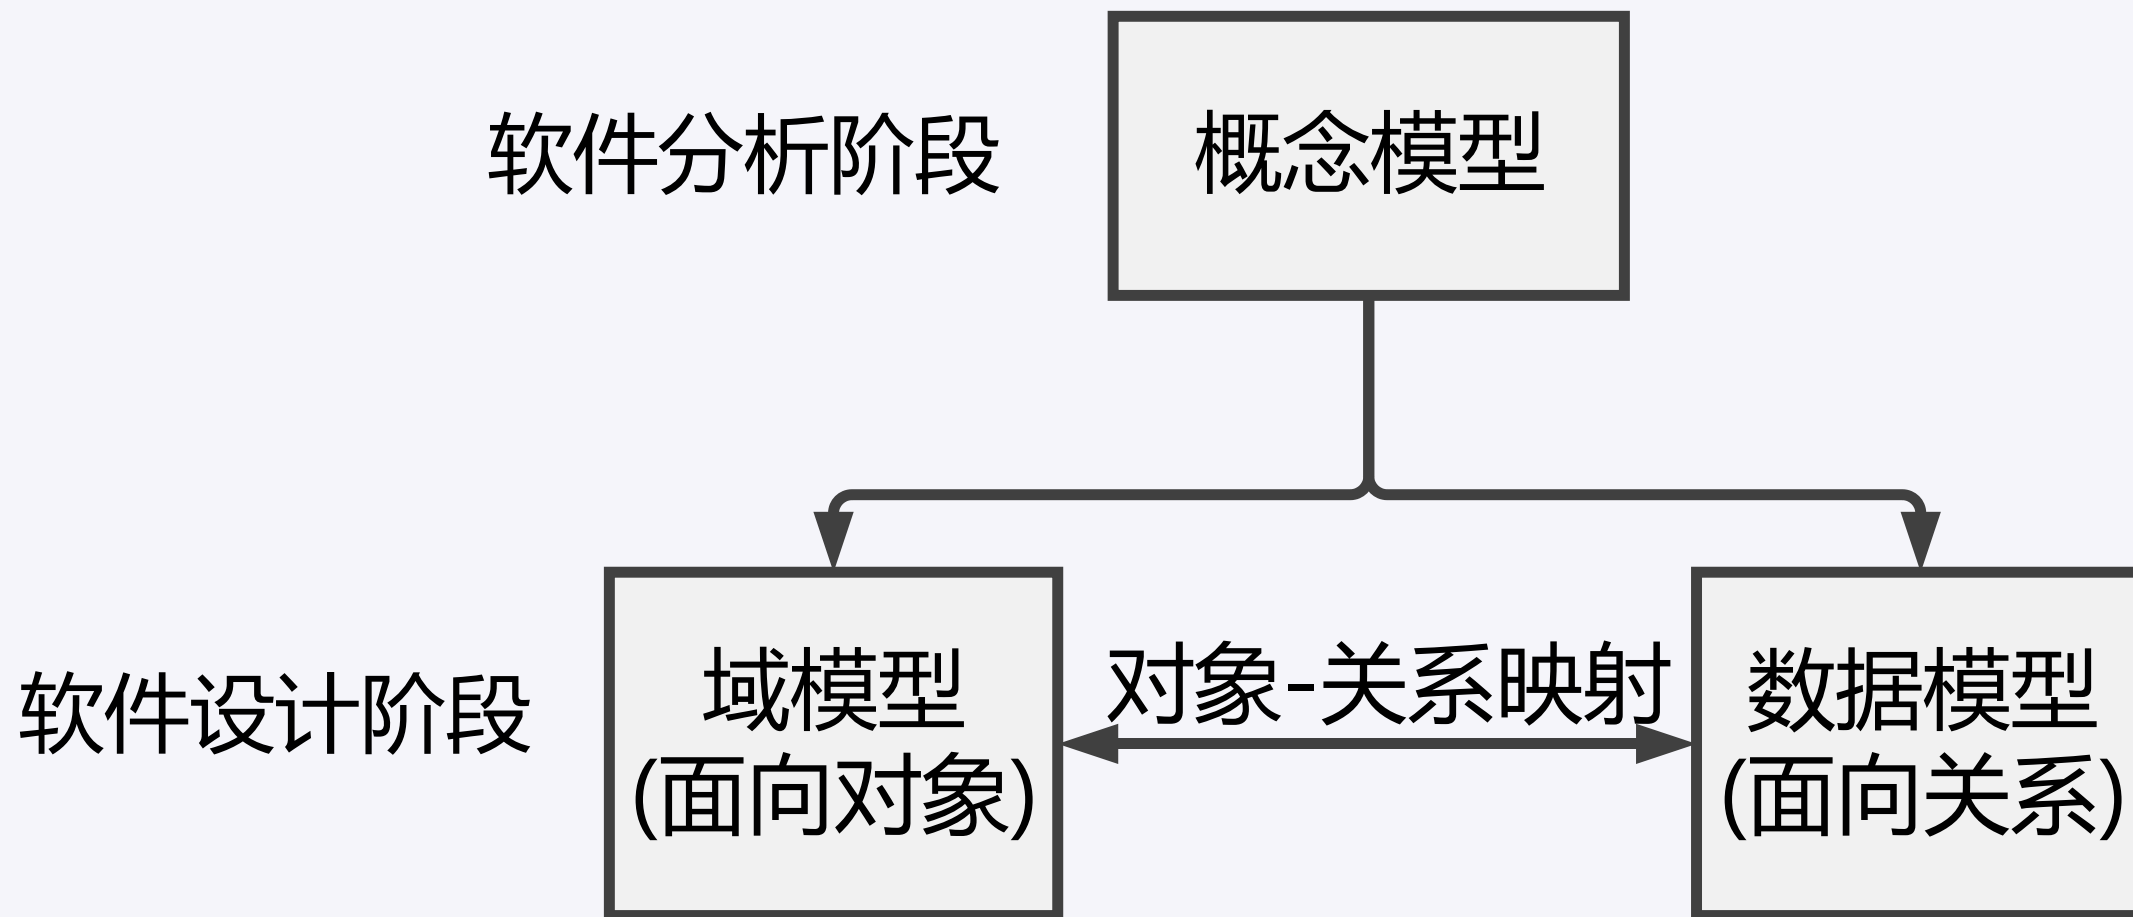 软件分析阶段
概念模型
软件设计阶段
域模型
(面向对象)
对象-关系映射
数据模型
(面向关系)